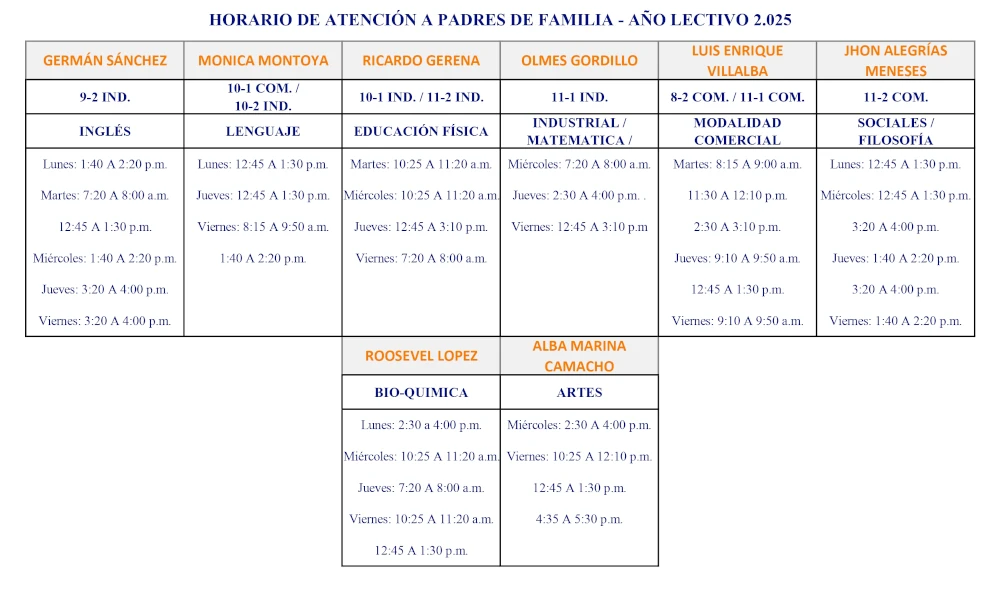 HORARIO DE ATENCIÓN A PADRES DE FAMILIA - AÑO LECTIVO 2.025
GERMÁN SÁNCHEZ
9-2 IND.
INGLÉS
Lunes: 1:40 A 2:20 p.m.
Martes: 7:20 A 8:00 a.m.
12:45 A 1:30 p.m.
Miércoles: 1:40 A 2:20 p.m.
Jueves: 3:20 A 4:00 p.m.
Viernes: 3:20 A 4:00 p.m.
MONICA MONTOYA
10-1 COM. /
10-2 IND.
LENGUAJE
Lunes: 12:45 A 1:30 p.m.
Jueves: 12:45 A 1:30 p.m.
Viernes: 8:15 A 9:50 a.m.
1:40 A 2:20 p.m.
RICARDO GERENA
10-1 IND. / 11-2 IND.
EDUCACIÓN FÍSICA
Martes: 10:25 A 11:20 a.m.
Miércoles: 10:25 A 11:20 a.m.
Jueves: 12:45 A 3:10 p.m.
Viernes: 7:20 A 8:00 a.m.
OLMES GORDILLO
11-1 IND.
INDUSTRIAL /
MATEMATICA /
Miércoles: 7:20 A 8:00 a.m.
Jueves: 2:30 A 4:00 p.m. .
Viernes: 12:45 A 3:10 p.m
LUIS ENRIQUE
VILLALBA
8-2 COM. / 11-1 COM.
MODALIDAD
COMERCIAL
Martes: 8:15 A 9:00 a.m.
11:30 A 12:10 p.m.
2:30 A 3:10 p.m.
Jueves: 9:10 A 9:50 a.m.
12:45 A 1:30 p.m.
Viernes: 9:10 A 9:50 a.m.
JHON ALEGRÍAS
MENESES
11-2 COM.
SOCIALES /
FILOSOFÍA
Lunes: 12:45 A 1:30 p.m.
Miércoles: 12:45 A 1:30 p.m.
3:20 A 4:00 p.m.
Jueves: 1:40 A 2:20 p.m.
3:20 A 4:00 p.m.
Viernes: 1:40 A 2:20 p.m.
ROOSEVEL LOPEZ
BIO-QUIMICA
Lunes: 2:30 a 4:00 p.m.
Miércoles: 10:25 A 11:20 a.m.
Jueves: 7:20 A 8:00 a.m.
Viernes: 10:25 A 11:20 a.m.
12:45 A 1:30 p.m.
ALBA MARINA
CAMACHO
ARTES
Miércoles: 2:30 A 4:00 p.m.
Viernes: 10:25 A 12:10 p.m.
12:45 A 1:30 p.m.
4:35 A 5:30 p.m.